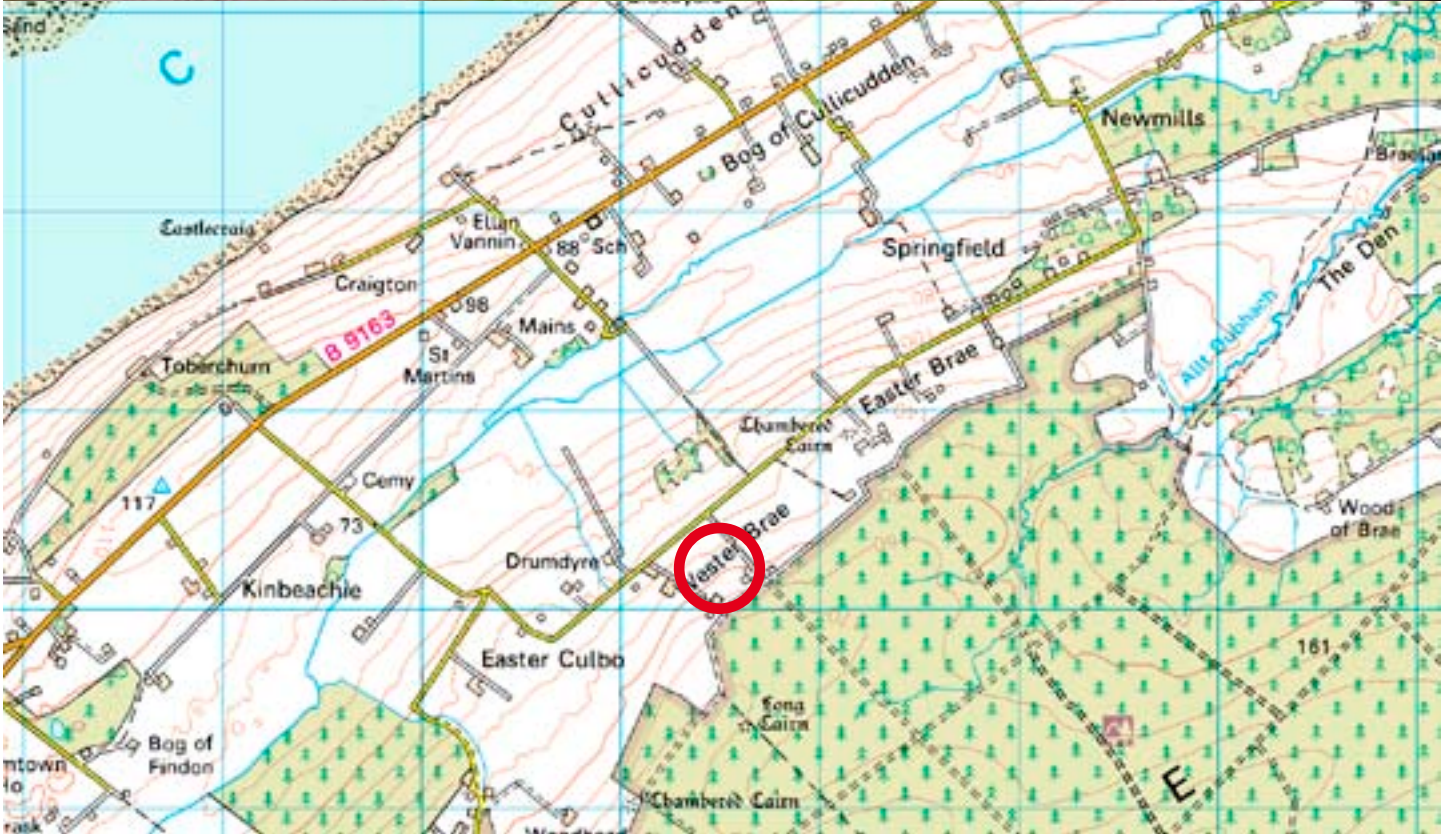 C
Cullicudden
Bog of Cullicudden
Newmills
Castlecraig
Ellan
Vannin
88
Sch
Springfield
The Den
Craigton
98
B 9163
Mains
St
Martins
Allt Dubhach
Toberchurn
Easter Brae
Chambered
Cairn
Cemy
117
73
Wood
of Brae
Wester Brae
Drumdyre
Kinbeachie
161
Easter Culbo
Long
Cairn
Bog of
Findon
E
Chambered Cairn